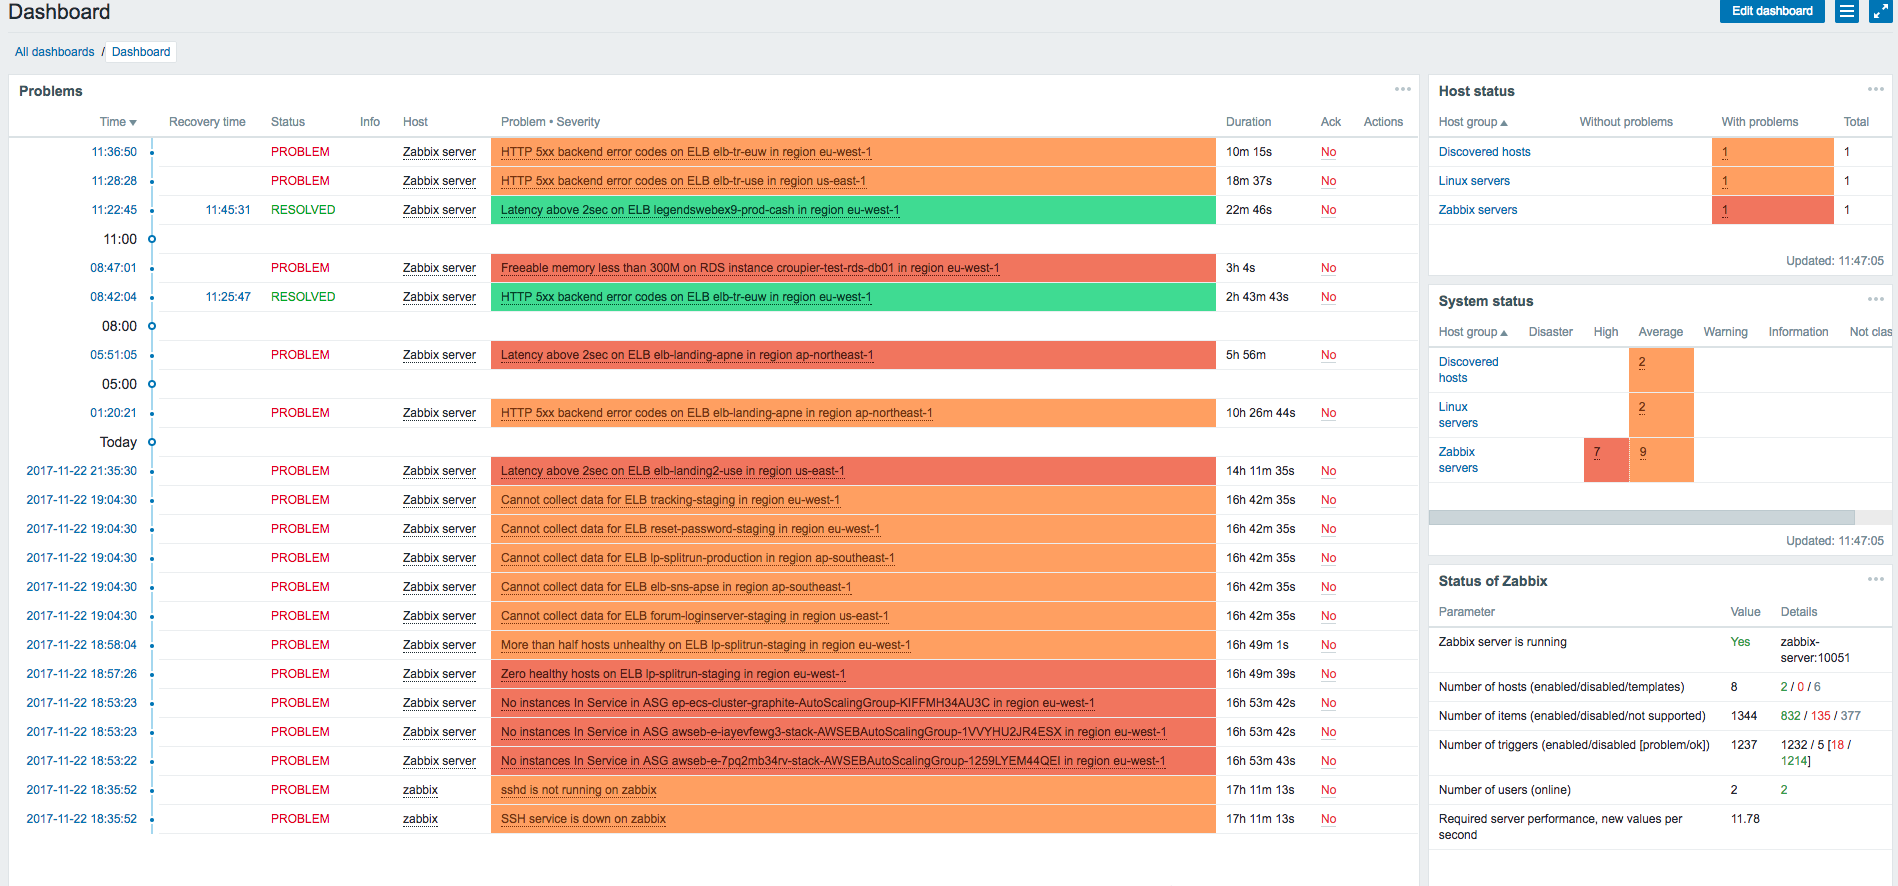 Dashboard
Edit dashboard
All dashboards / Dashboard
Problems
Time Recovery time Status Info Host Problem • Severity Duration Ack Actions
11:36:50 PROBLEM Zabbix server HTTP 5xx backend error codes on ELB elb-tr-euw in region eu-west-1 10m 15s No
11:28:28 PROBLEM Zabbix server HTTP 5xx backend error codes on ELB elb-tr-use in region us-east-1 18m 37s No
11:22:45 11:45:31 RESOLVED Zabbix server Latency above 2sec on ELB legendswebex9-prod-cash in region eu-west-1 22m 46s No
11:00
08:47:01 PROBLEM Zabbix server Freeable memory less than 300M on RDS instance croupier-test-rds-db01 in region eu-west-1 3h 4s No
08:42:04 11:25:47 RESOLVED Zabbix server HTTP 5xx backend error codes on ELB elb-tr-euw in region eu-west-1 2h 43m 43s No
08:00
05:51:05 PROBLEM Zabbix server Latency above 2sec on ELB elb-landing-apne in region ap-northeast-1 5h 56m No
05:00
01:20:21 PROBLEM Zabbix server HTTP 5xx backend error codes on ELB elb-landing-apne in region ap-northeast-1 10h 26m 44s No
Today
2017-11-22 21:35:30 PROBLEM Zabbix server Latency above 2sec on ELB elb-landing2-use in region us-east-1 14h 11m 35s No
2017-11-22 19:04:30 PROBLEM Zabbix server Cannot collect data for ELB tracking-staging in region eu-west-1 16h 42m 35s No
2017-11-22 19:04:30 PROBLEM Zabbix server Cannot collect data for ELB reset-password-staging in region eu-west-1 16h 42m 35s No
2017-11-22 19:04:30 PROBLEM Zabbix server Cannot collect data for ELB lp-splitrun-production in region ap-southeast-1 16h 42m 35s No
2017-11-22 19:04:30 PROBLEM Zabbix server Cannot collect data for ELB elb-sns-apse in region ap-southeast-1 16h 42m 35s No
2017-11-22 19:04:30 PROBLEM Zabbix server Cannot collect data for ELB forum-loginserver-staging in region us-east-1 16h 42m 35s No
2017-11-22 18:58:04 PROBLEM Zabbix server More than half hosts unhealthy on ELB lp-splitrun-staging in region eu-west-1 16h 49m 1s No
2017-11-22 18:57:26 PROBLEM Zabbix server Zero healthy hosts on ELB lp-splitrun-staging in region eu-west-1 16h 49m 39s No
2017-11-22 18:53:23 PROBLEM Zabbix server No instances In Service in ASG ep-ecs-cluster-graphite-AutoScalingGroup-KIFFMH34AU3C in region eu-west-1 16h 53m 42s No
2017-11-22 18:53:23 PROBLEM Zabbix server No instances In Service in ASG awseb-e-iayevfewg3-stack-AWSEBAutoScalingGroup-1VVYHU2JR4ESX in region eu-west-1 16h 53m 42s No
2017-11-22 18:53:22 PROBLEM Zabbix server No instances In Service in ASG awseb-e-7pq2mb34rv-stack-AWSEBAutoScalingGroup-1259LYEM44QEI in region eu-west-1 16h 53m 43s No
2017-11-22 18:35:52 PROBLEM zabbix sshd is not running on zabbix 17h 11m 13s No
2017-11-22 18:35:52 PROBLEM zabbix SSH service is down on zabbix 17h 11m 13s No
Host status
Host group Without problems With problems Total
Discovered hosts 1 1
Linux servers 1 1
Zabbix servers 1 1
Updated: 11:47:05
System status
Host group Disaster High Average Warning Information Not clas
Discovered hosts 2
Linux servers 2
Zabbix servers 7 9
Updated: 11:47:05
Status of Zabbix
Parameter Value Details
Zabbix server is running Yes zabbix-
server:10051
Number of hosts (enabled/disabled/templates) 8 2 / 0 / 6
Number of items (enabled/disabled/not supported) 1344 832 / 135 / 377
Number of triggers (enabled/disabled [problem/ok]) 1237 1232 / 5 [18 /
1214]
Number of users (online) 2 2
Required server performance, new values per 11.78
second